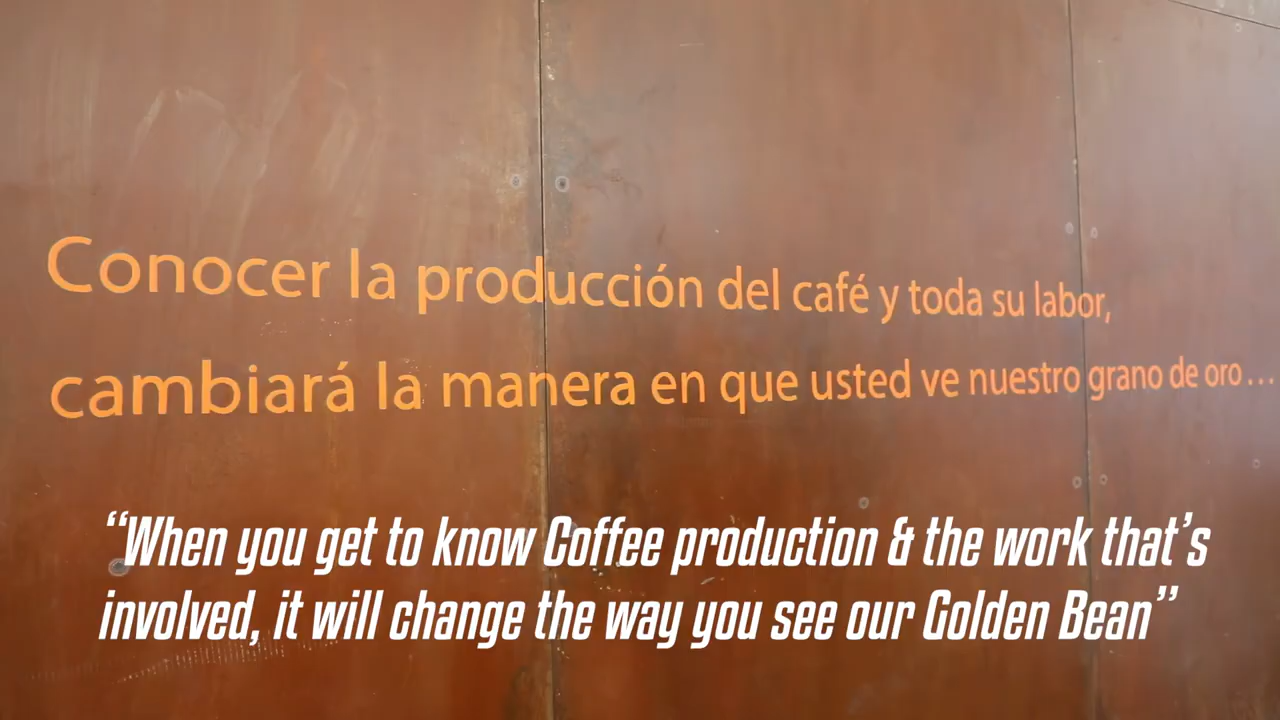 Conocer la producción del café y toda su labor,
cambiará la manera en que usted ve nuestro grano de oro...
“When you get to know Coffee production & the work that’s
involved, it will change the way you see our Golden Bean”